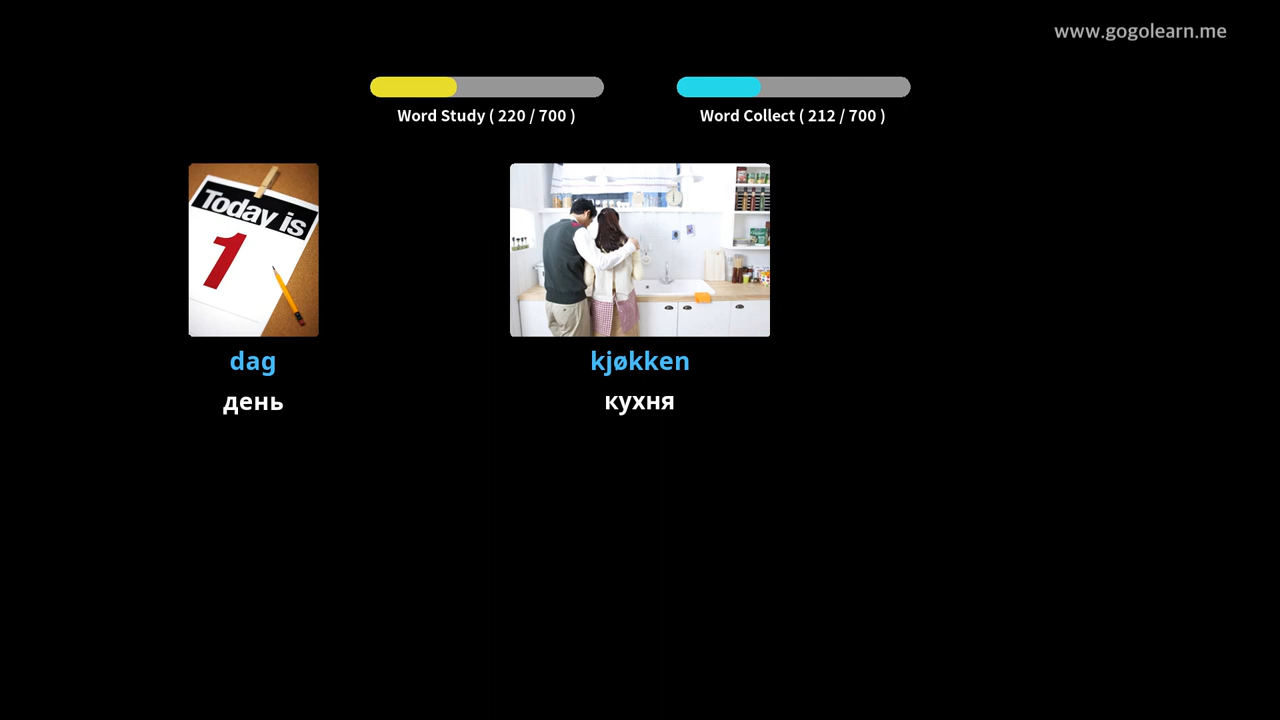 www.gogolearn.me
Word Study ( 220 / 700 )
Word Collect ( 212 / 700 )
Today is
1
dag
kjøkken
день
кухня